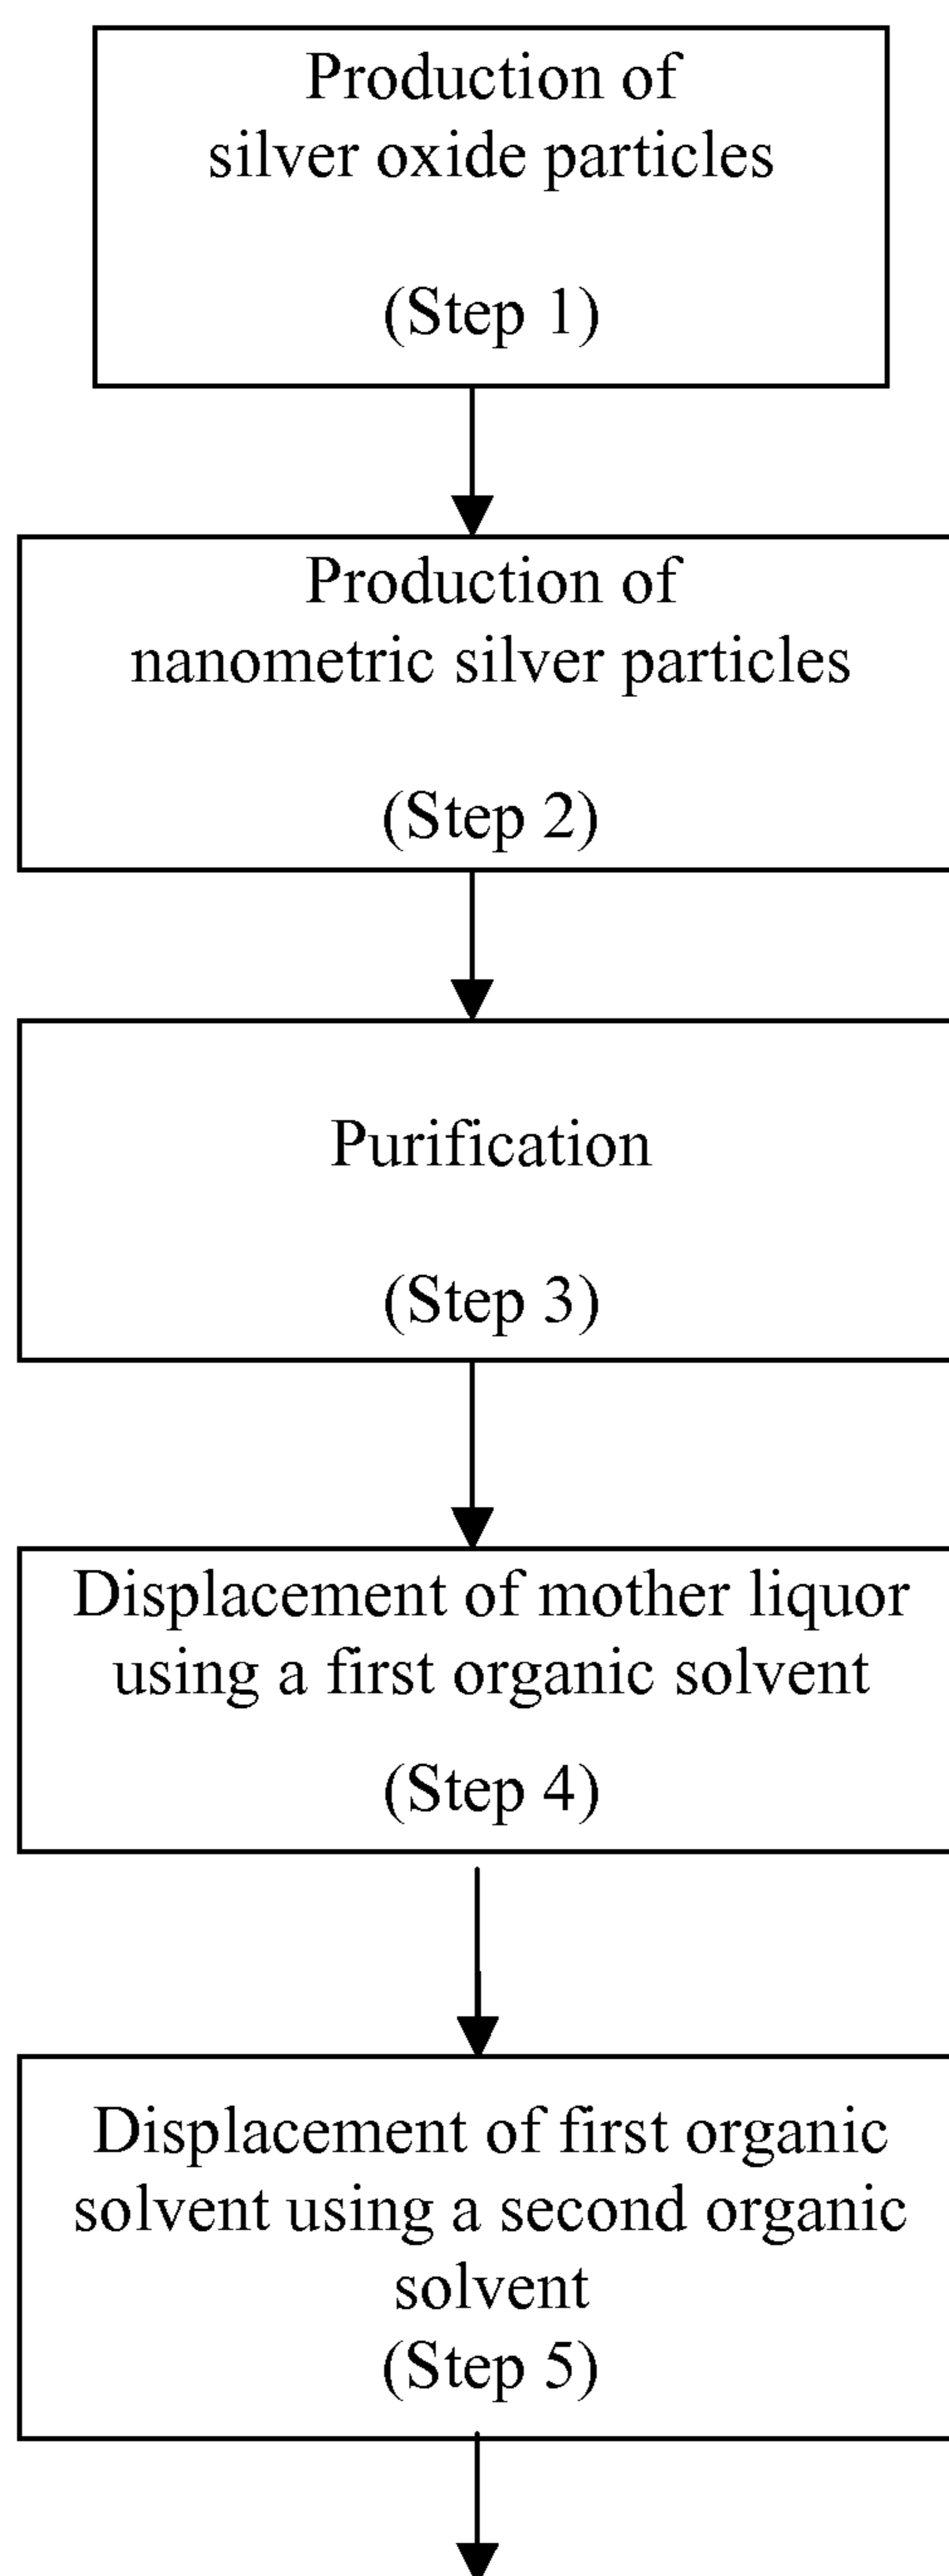 Production of
silver oxide particles
(Step 1)
Production of
nanometric silver particles
(Step 2)
Purification
(Step 3)
Displacement of mother liquor
using a first organic solvent
(Step 4)
Displacement of first organic
solvent using a second organic
solvent
(Step 5)